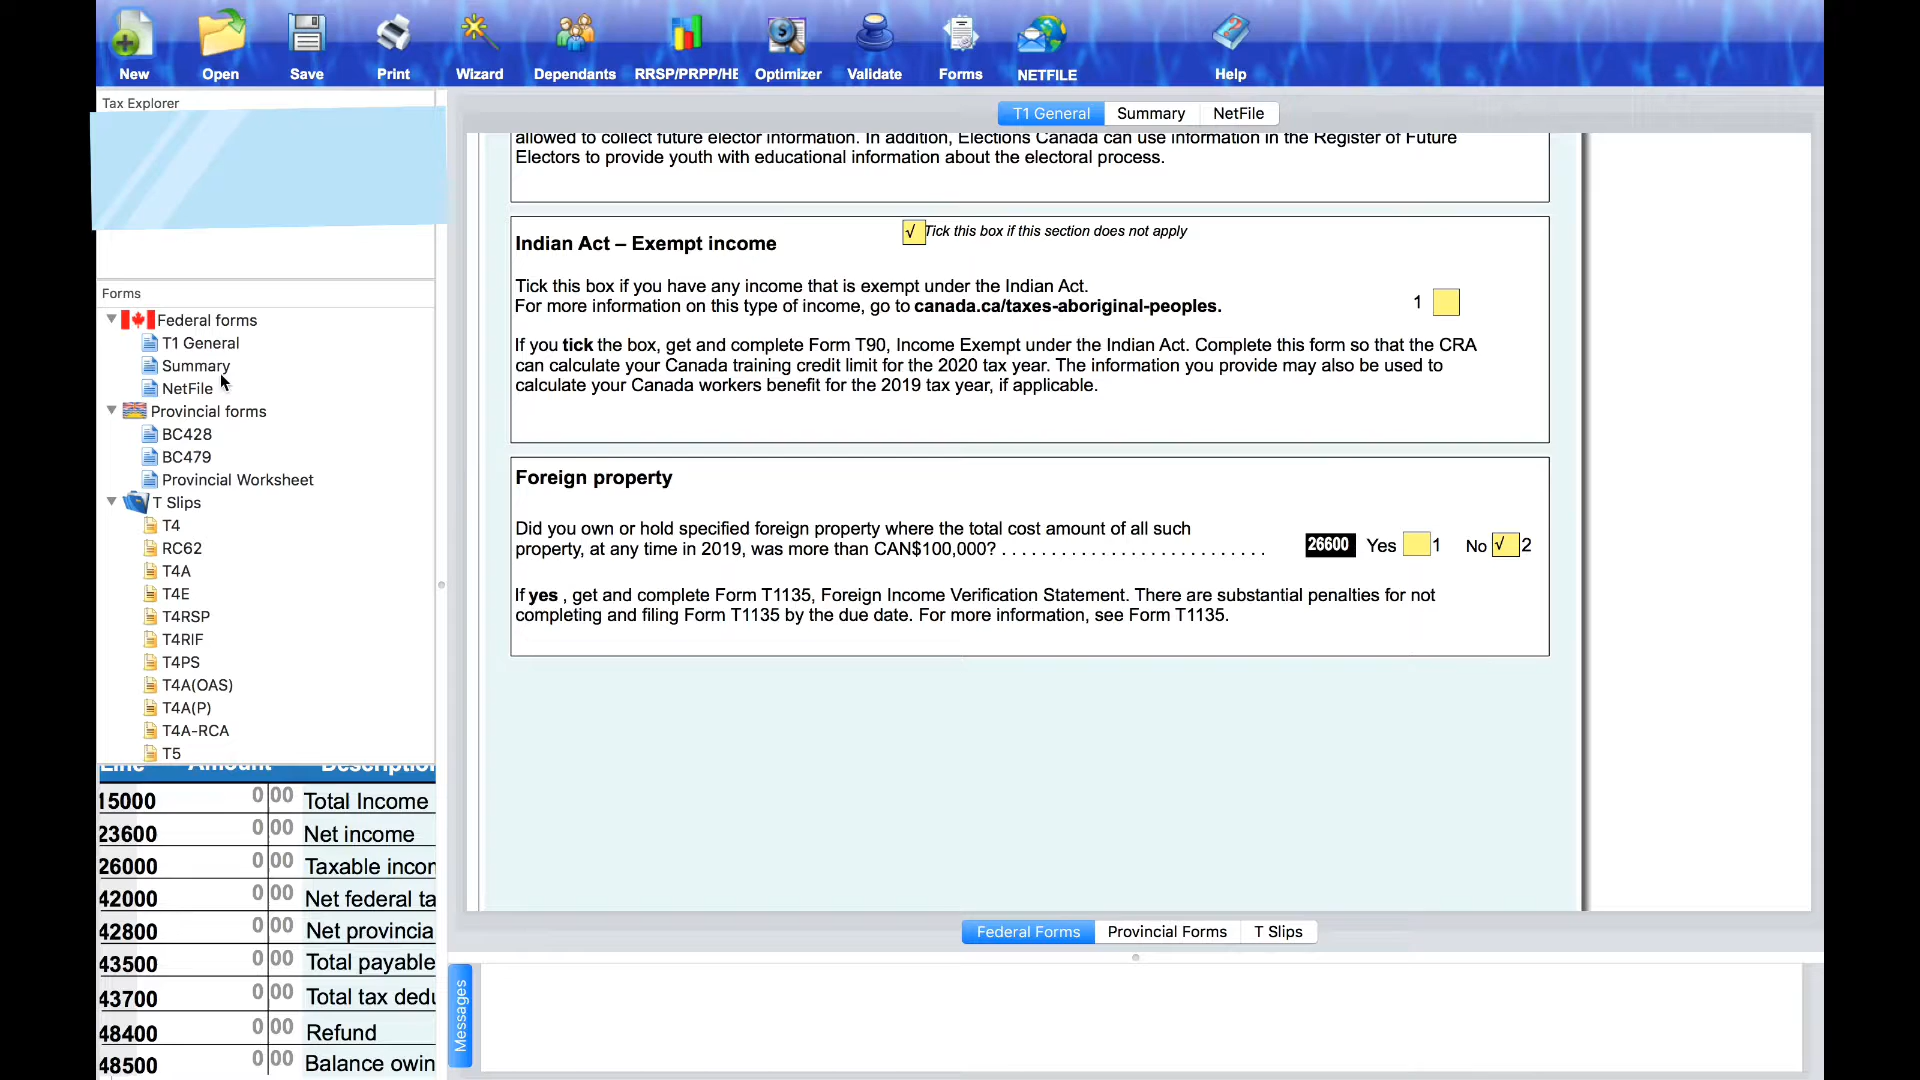 New
Open
Save
Print
Wizard
Dependants
RRSP/PRPP/HE
Optimizer
Validate
Forms
NETFILE
Help
Tax Explorer
T1 General
Summary
NetFile
allowed to collect future elector information. In addition, Elections Canada can use information in the Register of Future
Electors to provide youth with educational information about the electoral process.
√ Tick this box if this section does not apply
Indian Act – Exempt income
Tick this box if you have any income that is exempt under the Indian Act.
For more information on this type of income, go to canada.ca/taxes-aboriginal-peoples.
1
If you tick the box, get and complete Form T90, Income Exempt under the Indian Act. Complete this form so that the CRA
can calculate your Canada training credit limit for the 2020 tax year. The information you provide may also be used to
calculate your Canada workers benefit for the 2019 tax year, if applicable.
Foreign property
Did you own or hold specified foreign property where the total cost amount of all such
property, at any time in 2019, was more than CAN$100,000? . . . . . . . . . . . . . . . . . . . . . . . . . . 26600 Yes 1 No √ 2
If yes , get and complete Form T1135, Foreign Income Verification Statement. There are substantial penalties for not
completing and filing Form T1135 by the due date. For more information, see Form T1135.
Forms
Federal forms
T1 General
Summary
NetFile
Provincial forms
BC428
BC479
Provincial Worksheet
T Slips
T4
RC62
T4A
T4E
T4RSP
T4RIF
T4PS
T4A(OAS)
T4A(P)
T4A-RCA
T5
Line Amount Description
15000 0 00 Total Income
23600 0 00 Net income
26000 0 00 Taxable incor
42000 0 00 Net federal ta
42800 0 00 Net provincia
43500 0 00 Total payable
43700 0 00 Total tax dedu
48400 0 00 Refund
48500 0 00 Balance owin
Federal Forms
Provincial Forms
T Slips
Messages